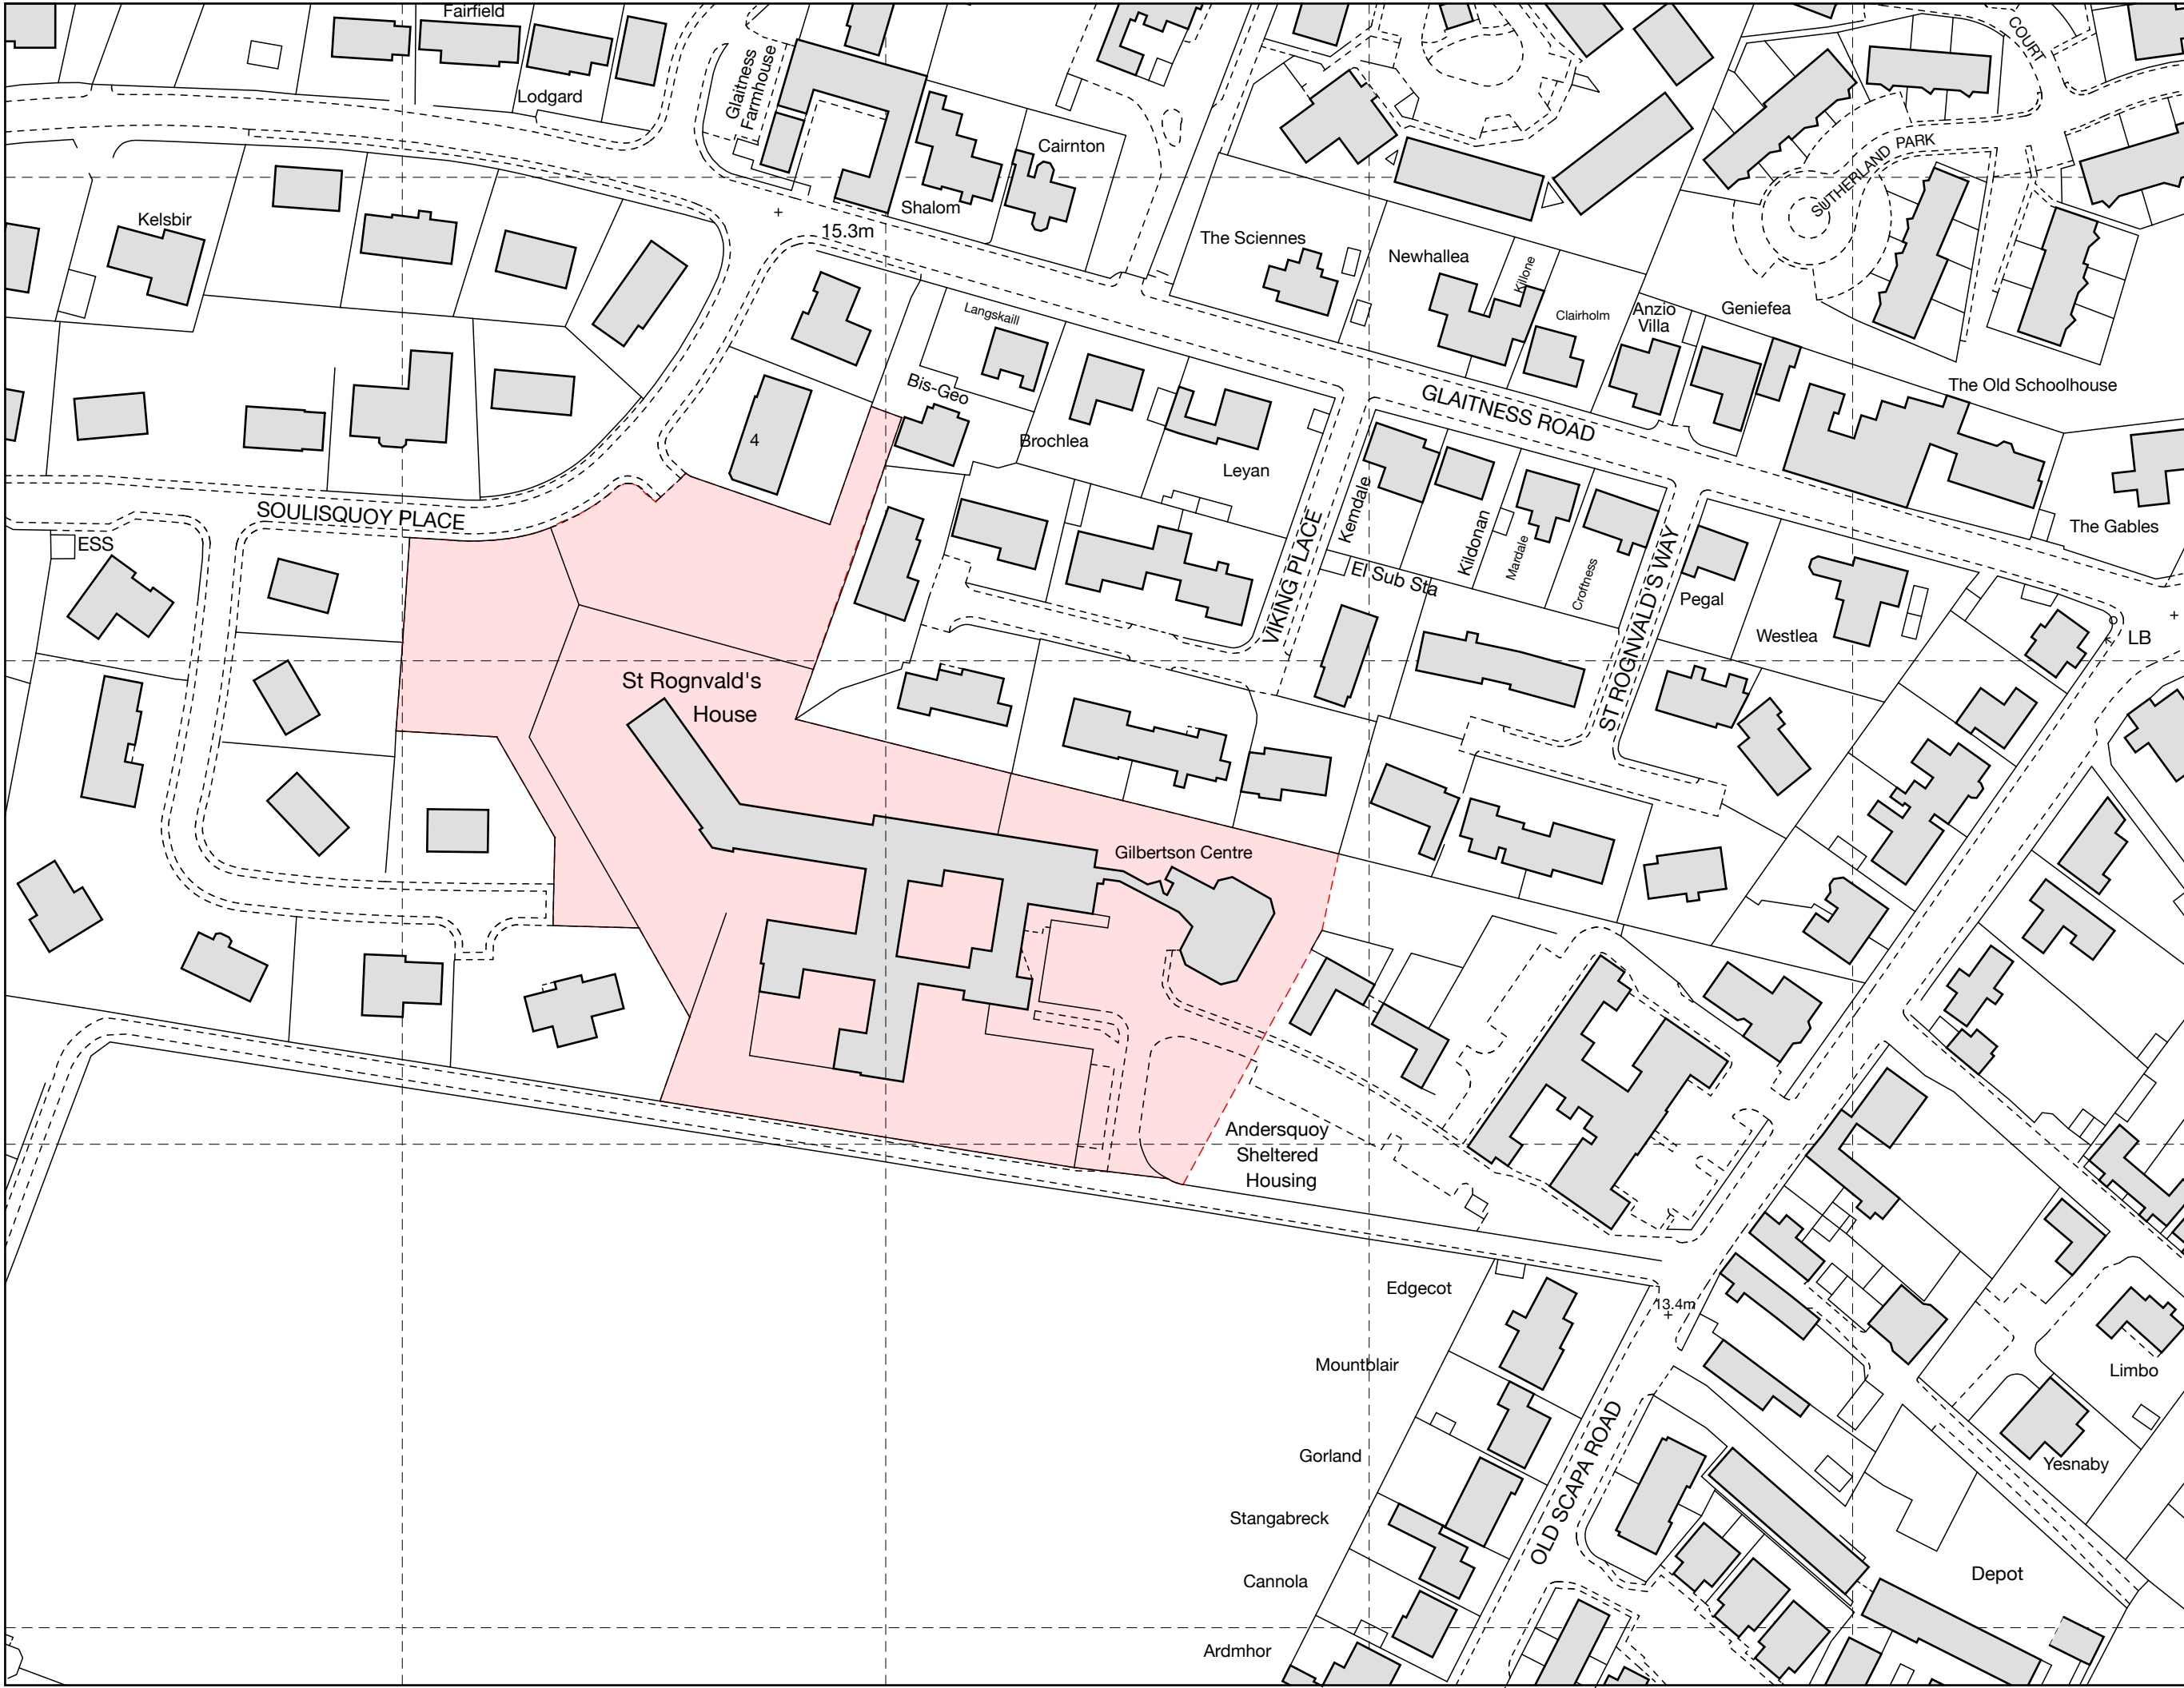 Fairfield
Lodgard
Glaitness
Farmhouse
COURT
Cairnton
SUTHERLAND PARK
Kelsbir
Shalom
15.3m
The Sciennes
Newhallea
Killone
Clairholm
Anzio
Villa
Geniefea
Langskaill
Bis-Geo
The Old Schoolhouse
GLAITNESS ROAD
4
Brochlea
Leyan
SOULISQUOY PLACE
ESS
Kemdale
Kildonan
Mardale
Croftness
The Gables
VIKING PLACE
El Sub Sta
ST ROGNVALD'S WAY
Pegal
Westlea
LB
St Rognvald's
House
Gilbertson Centre
Andersquoy
Sheltered
Housing
Edgecot
13.4m
Mountblair
Limbo
Gorland
Yesnaby
OLD SCAPA ROAD
Stangabreck
Cannola
Depot
Ardmhor